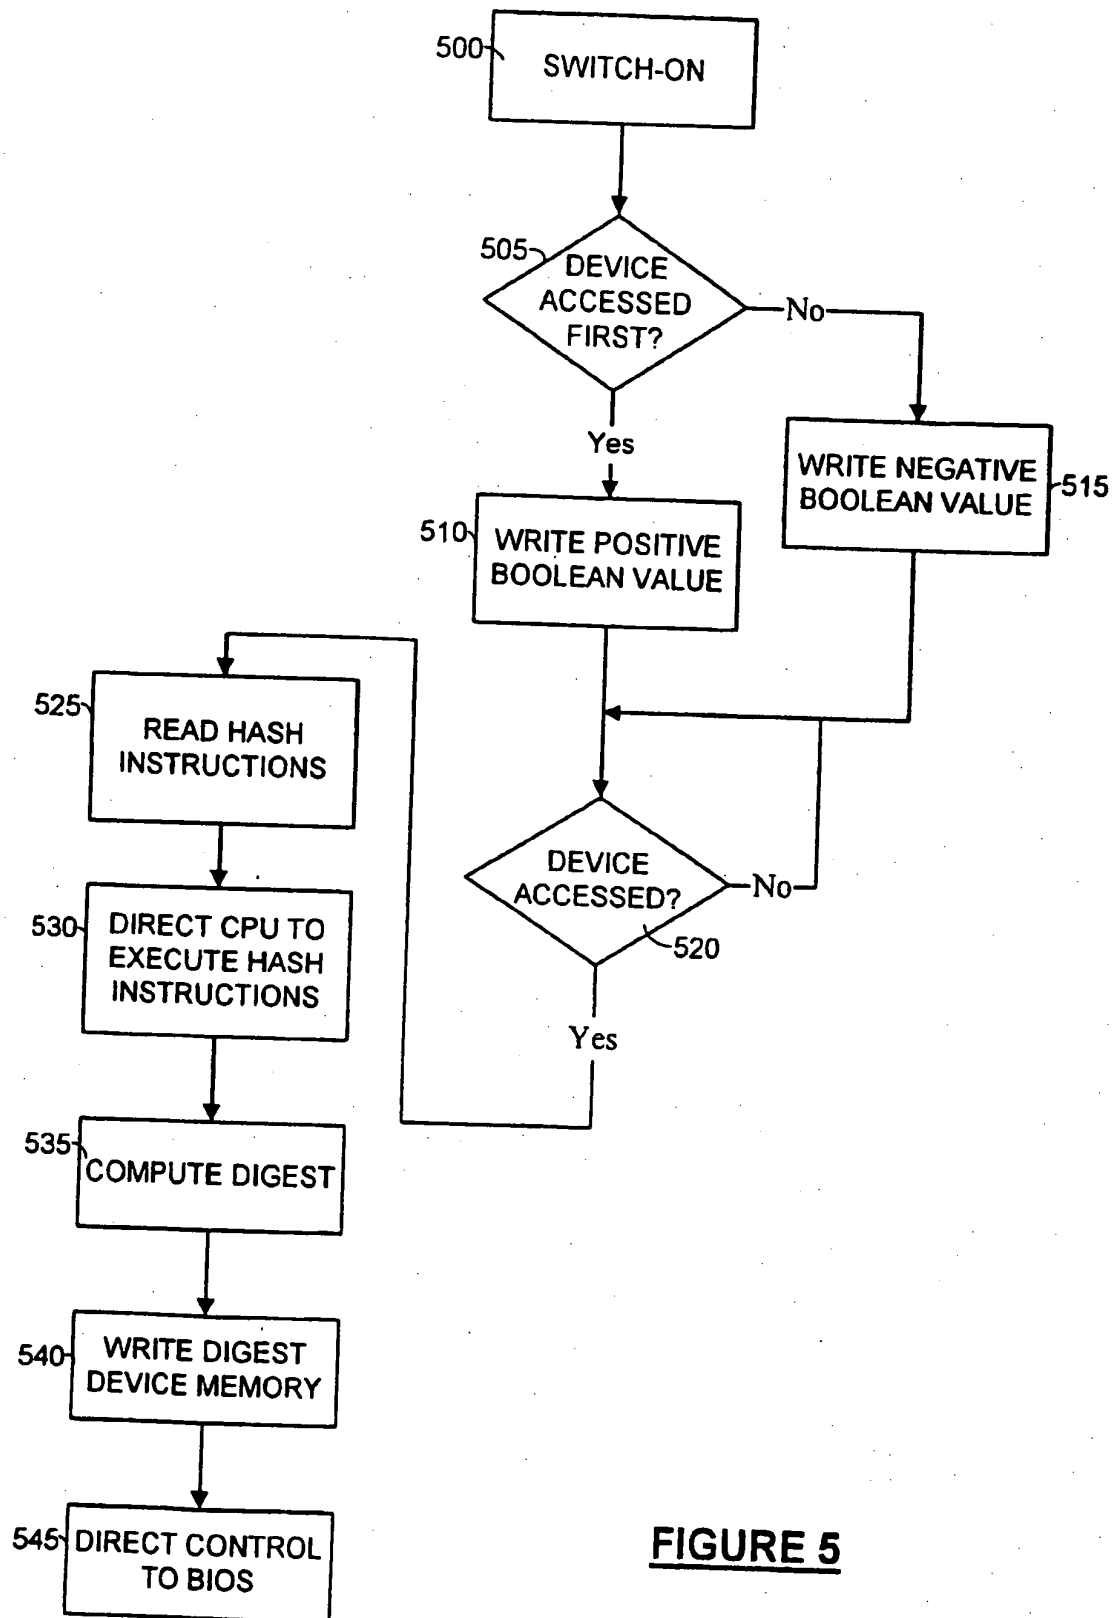 500
SWITCH-ON
505
DEVICE
ACCESSED
FIRST?
No
Yes
WRITE NEGATIVE
BOOLEAN VALUE
515
510
WRITE POSITIVE
BOOLEAN VALUE
525
READ HASH
INSTRUCTIONS
DEVICE
ACCESSED?
No
520
Yes
530
DIRECT CPU TO
EXECUTE HASH
INSTRUCTIONS
535
COMPUTE DIGEST
540
WRITE DIGEST
DEVICE MEMORY
545
DIRECT CONTROL
TO BIOS
FIGURE 5